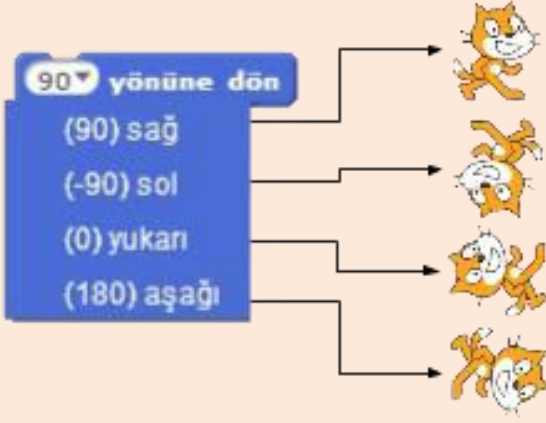 90 yönüne dön
(90) sağ
(-90) sol
(0) yukarı
(180) aşağı